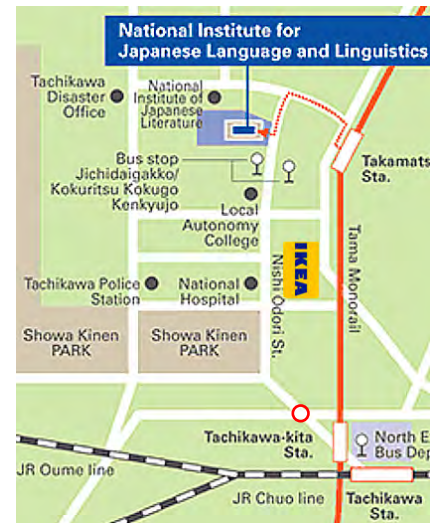 National Institute for
Japanese Language and Linguistics
Tachikawa
Disaster
Office
National
Institute of
Japanese
Literature
Bus stop
Jichidaigakko/
Kokuritsu Kokugo
Kenkyujo
Takamats
Sta.
Local
Autonomy
College
IKEA
Nishi Odori St.
Tama Monorail
Tachikawa Police
Station
National
Hospital
Showa Kinen
PARK
Showa Kinen
PARK
Tachikawa-kita
Sta.
North E
Bus Dep
JR Oume line
JR Chuo line
Tachikawa
Sta.